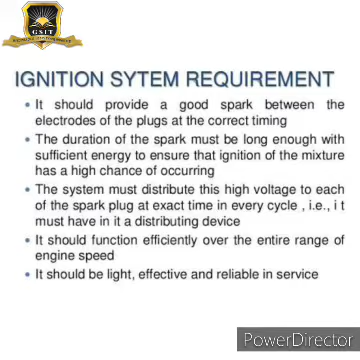 GSIT
IGNITION SYTEM REQUIREMENT
• It should provide a good spark between the
electrodes of the plugs at the correct timing
• The duration of the spark must be long enough with
sufficient energy to ensure that ignition of the mixture
has a high chance of occurring
• The system must distribute this high voltage to each
of the spark plug at exact time in every cycle , i.e., i t
must have in it a distributing device
• It should function efficiently over the entire range of
engine speed
• It should be light, effective and reliable in service
PowerDirector